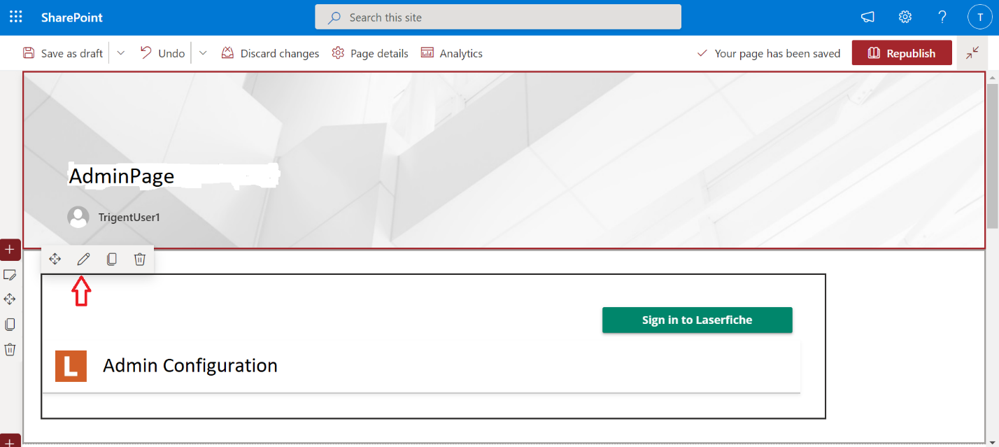 SharePoint
Search this site
?
T
Save as draft
Undo
Discard changes
Page details
Analytics
Your page has been saved
Republish
AdminPage
TrigentUser1
Sign in to Laserfiche
L
Admin Configuration